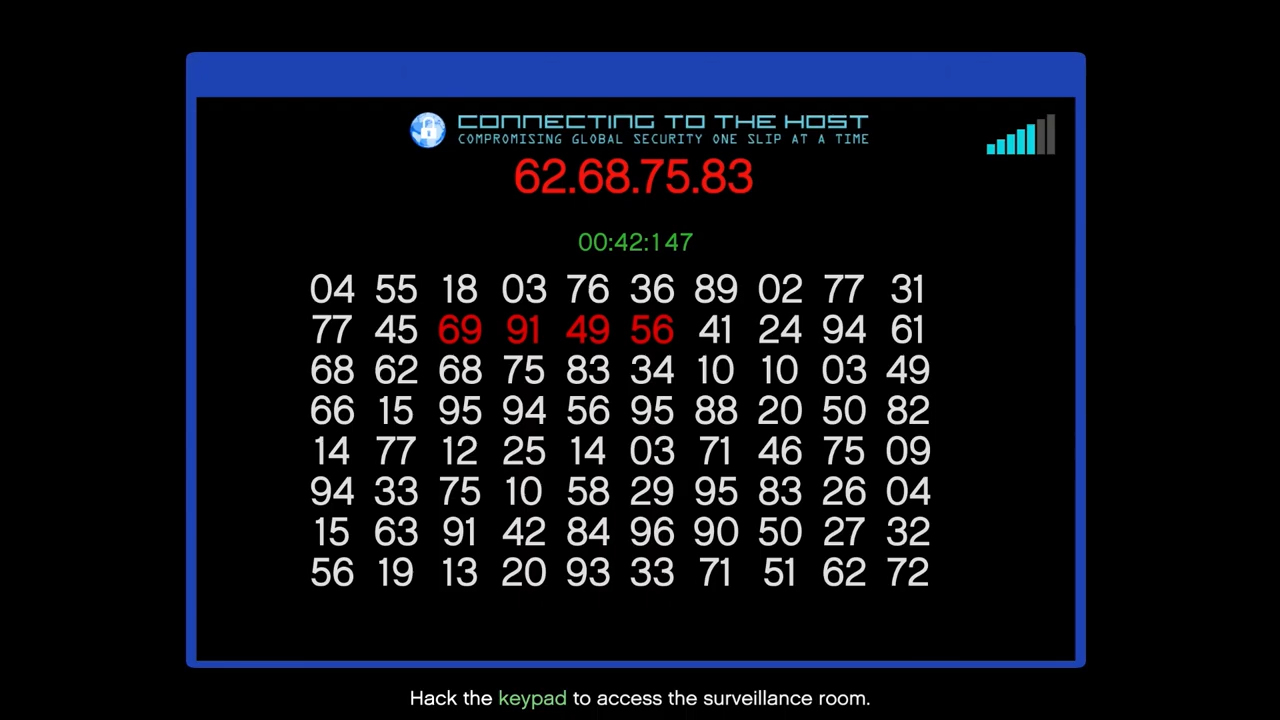 CONNECTING TO THE HOST
COMPROMISING GLOBAL SECURITY ONE SLIP AT A TIME
62.68.75.83
00:42:147
04 55 18 03 76 36 89 02 77 31
77 45 69 91 49 56 41 24 94 61
68 62 68 75 83 34 10 10 03 49
66 15 95 94 56 95 88 20 50 82
14 77 12 25 14 03 71 46 75 09
94 33 75 10 58 29 95 83 26 04
15 63 91 42 84 96 90 50 27 32
56 19 13 20 93 33 71 51 62 72
Hack the keypad to access the surveillance room.